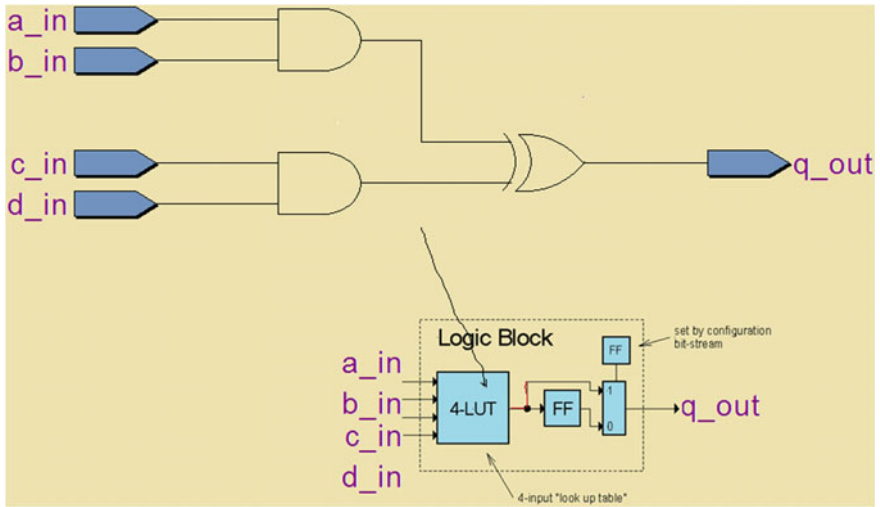 a_in
b_in
c_in
d_in
q_out
set by configuration
bit-stream
Logic Block
FF
a_in
b_in
c_in
d_in
4-LUT
FF
1
0
q_out
4-input "look up table"